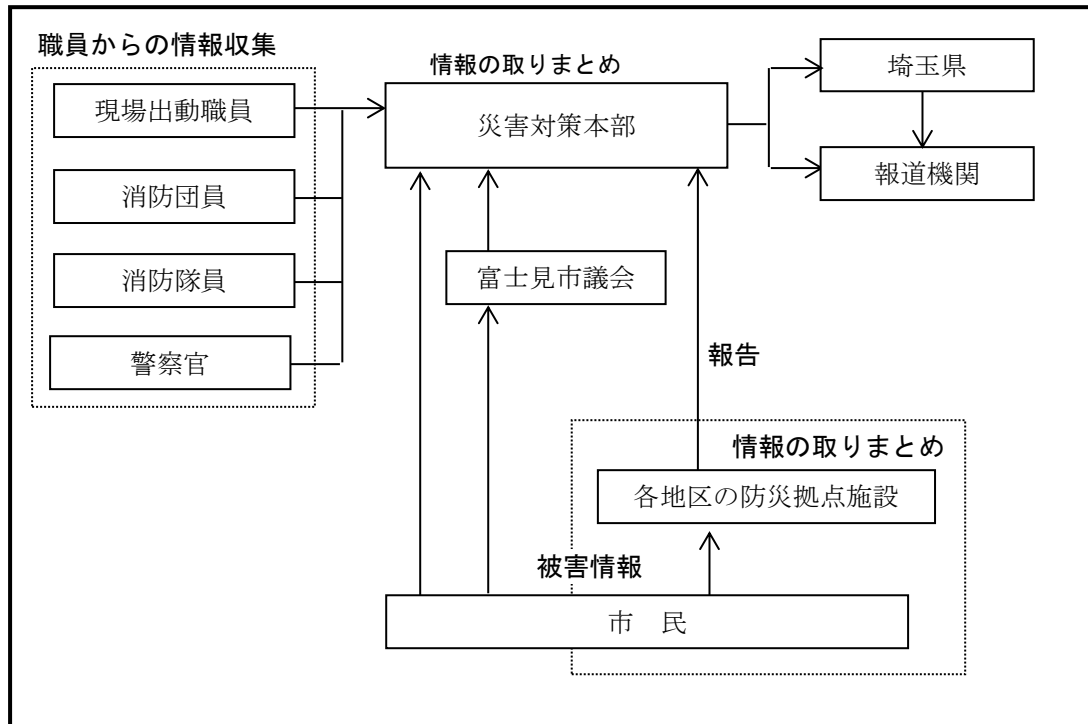 職員からの情報収集
現場出動職員
消防団員
消防隊員
警察官
情報の取りまとめ
災害対策本部
埼玉県
報道機関
富士見市議会
報告
情報の取りまとめ
各地区の防災拠点施設
被害情報
市　民